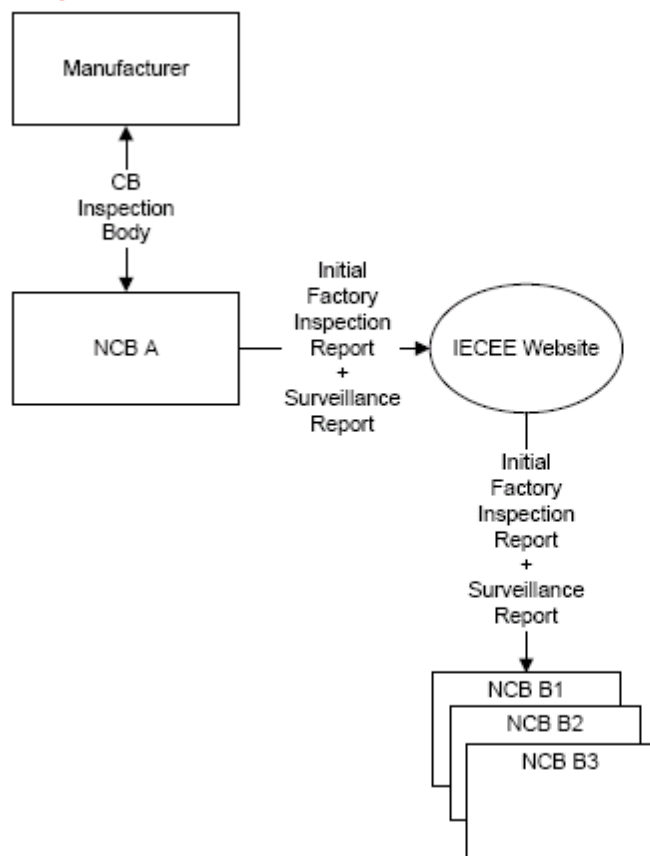 Manufacturer
CB
Inspection
Body
NCB A
Initial
Factory
Inspection
Report
+
Surveillance
Report
IECEE Website
Initial
Factory
Inspection
Report
+
Surveillance
Report
NCB B1
NCB B2
NCB B3